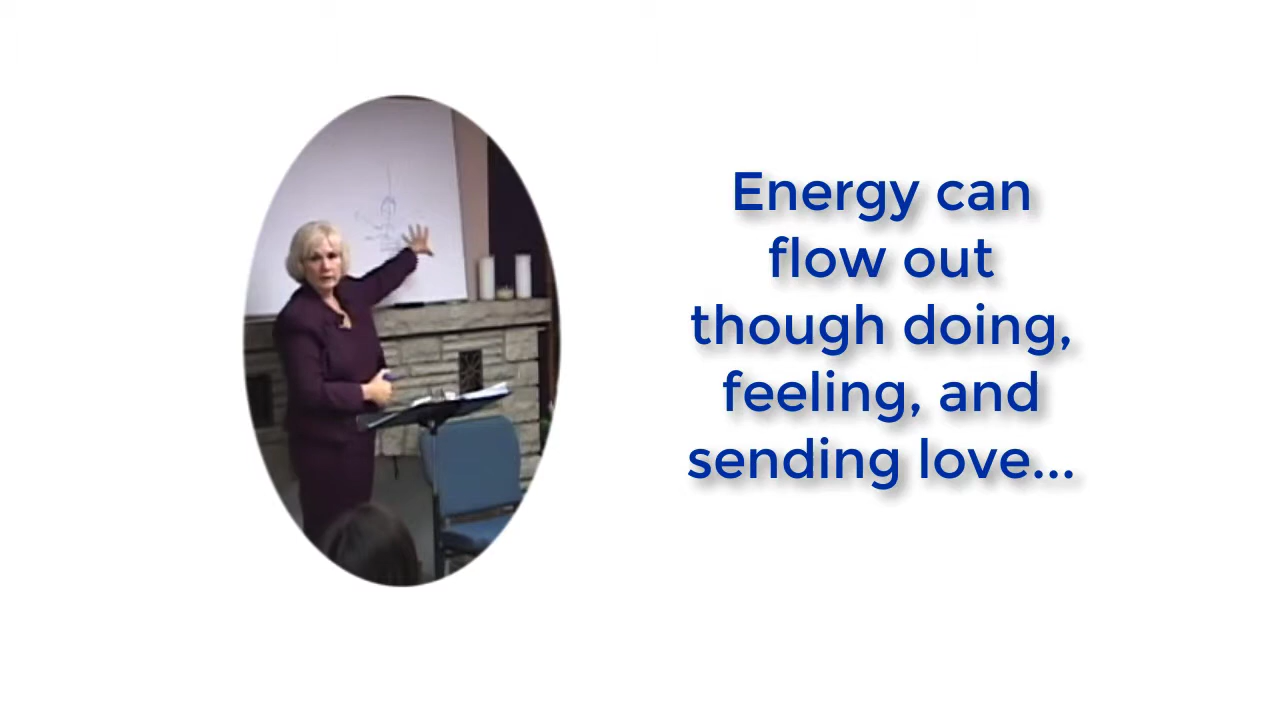 Energy can
flow out
though doing,
feeling, and
sending love...